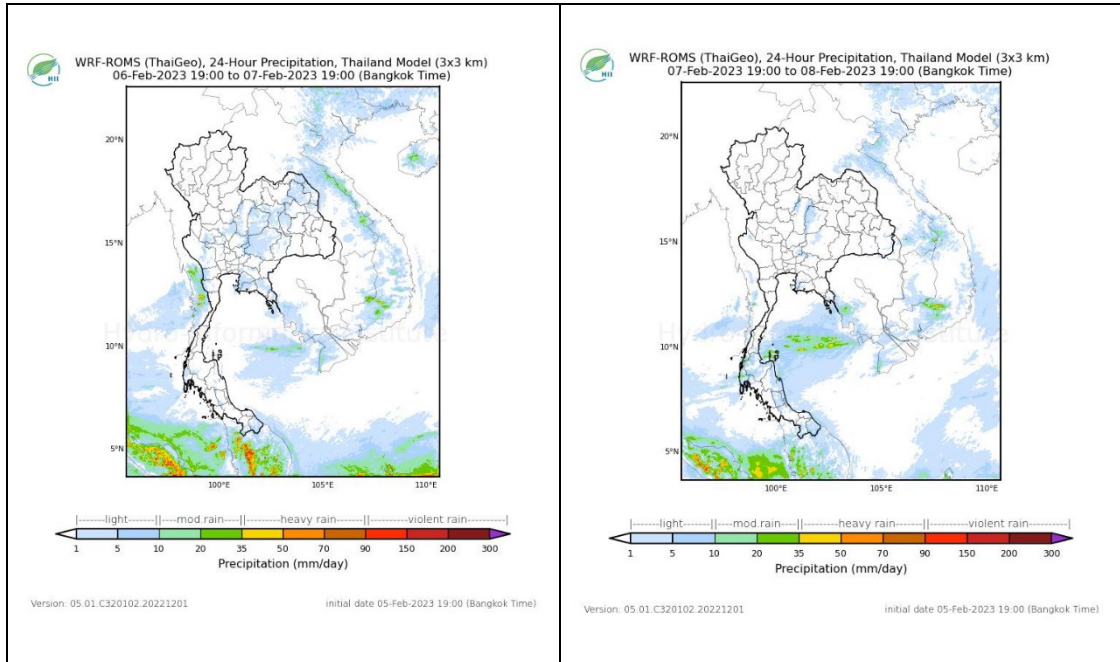 HII
WRF-ROMS (ThaiGeo), 24-Hour Precipitation, Thailand Model (3x3 km)
06-Feb-2023 19:00 to 07-Feb-2023 19:00 (Bangkok Time)
20°N
15°N
10°N
5°N
100°E 105°E 110°E
|-------light-------||----mod.rain----||---------heavy rain-------||---------violent rain---------|
1 5 10 20 35 50 70 90 150 200 300
Precipitation (mm/day)
Version: 05.01.C320102.20221201 initial date 05-Feb-2023 19:00 (Bangkok Time)
HII
WRF-ROMS (ThaiGeo), 24-Hour Precipitation, Thailand Model (3x3 km)
07-Feb-2023 19:00 to 08-Feb-2023 19:00 (Bangkok Time)
20°N
15°N
10°N
5°N
100°E 105°E 110°E
|-------light-------||----mod.rain----||---------heavy rain-------||---------violent rain---------|
1 5 10 20 35 50 70 90 150 200 300
Precipitation (mm/day)
Version: 05.01.C320102.20221201 initial date 05-Feb-2023 19:00 (Bangkok Time)